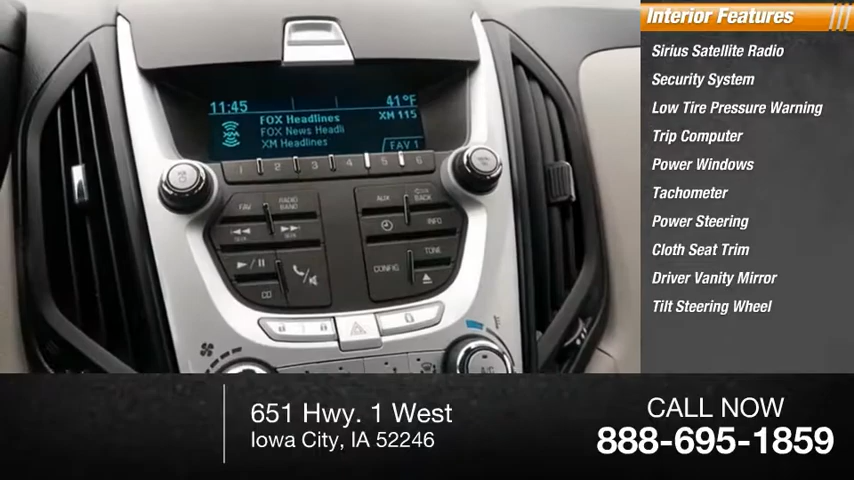 Interior Features
Sirius Satellite Radio
Security System
Low Tire Pressure Warning
Trip Computer
Power Windows
Tachometer
Power Steering
Cloth Seat Trim
Driver Vanity Mirror
Tilt Steering Wheel
11:45 41°F
FOX Headlines XM 115
FOX News Headli
XM Headlines FAV 1
1 2 3 4 5 6
FAV RADIO BAND AUX BACK
INFO
TONE
CONFIG
CD
A/C
651 Hwy. 1 West
Iowa City, IA 52246
CALL NOW
888-695-1859